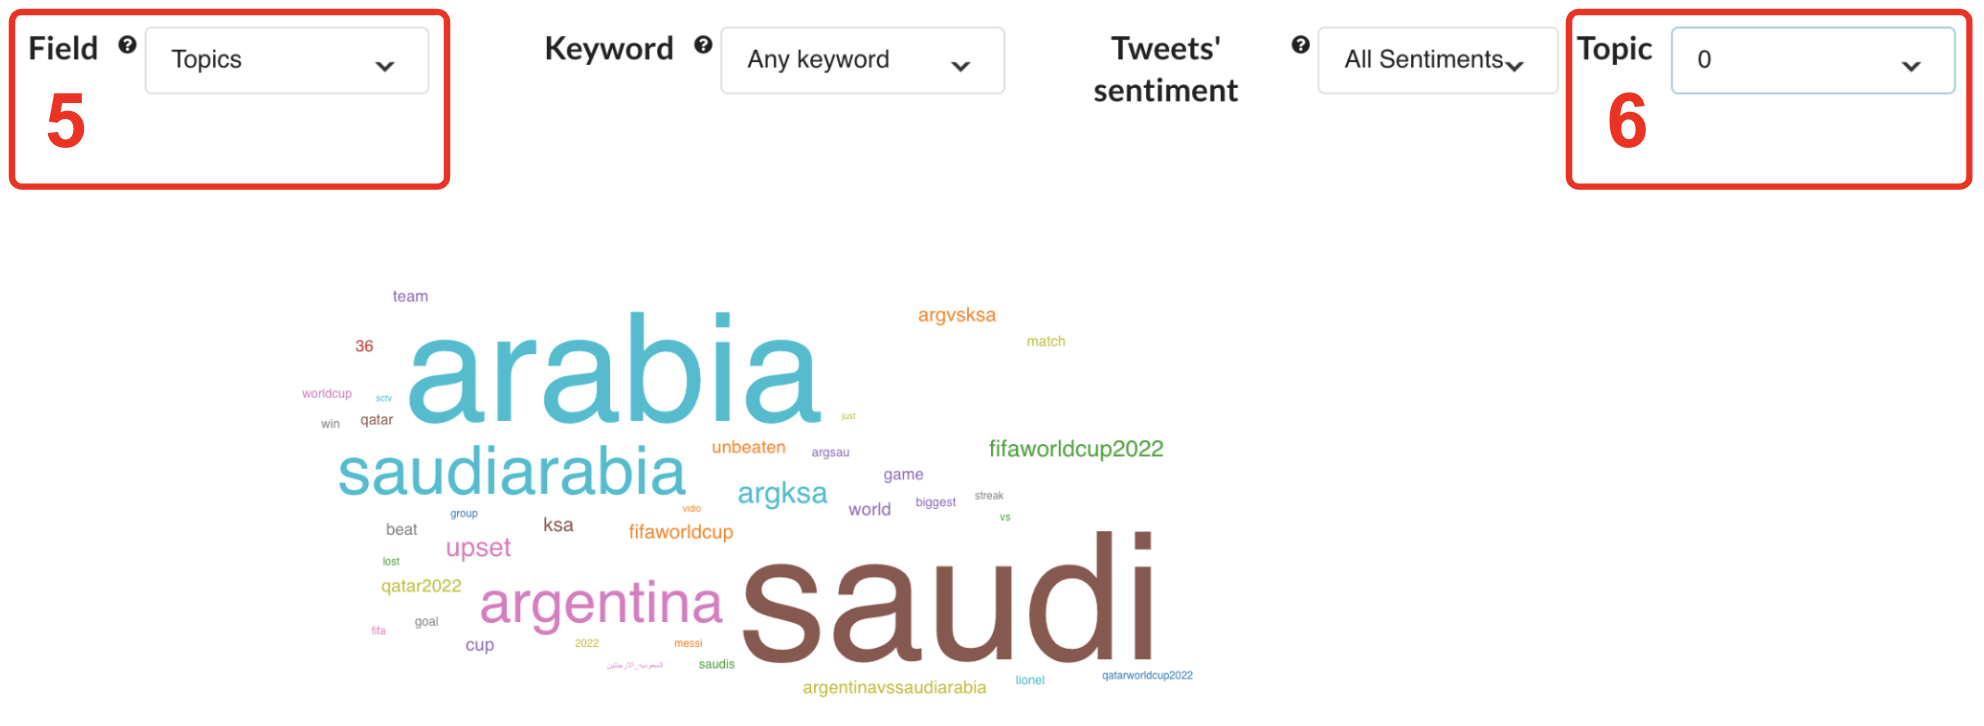 Field ? Topics
Keyword ? Any keyword
Tweets' sentiment ? All Sentiments
Topic 0
5
6
team
arabia
argvsksa
match
36
worldcup
sctv
win
qatar
just
saudiarabia
unbeaten
argsau
fifaworldcup2022
game
argksa
world
biggest
streak
vs
group
vidio
beat
ksa
fifaworldcup
upset
saudi
lost
qatar2022
argentina
fifa
goal
cup
2022
messi
السعوديه_الارجنتين
saudis
argentinavssaudiarabia
lionel
qatarworldcup2022